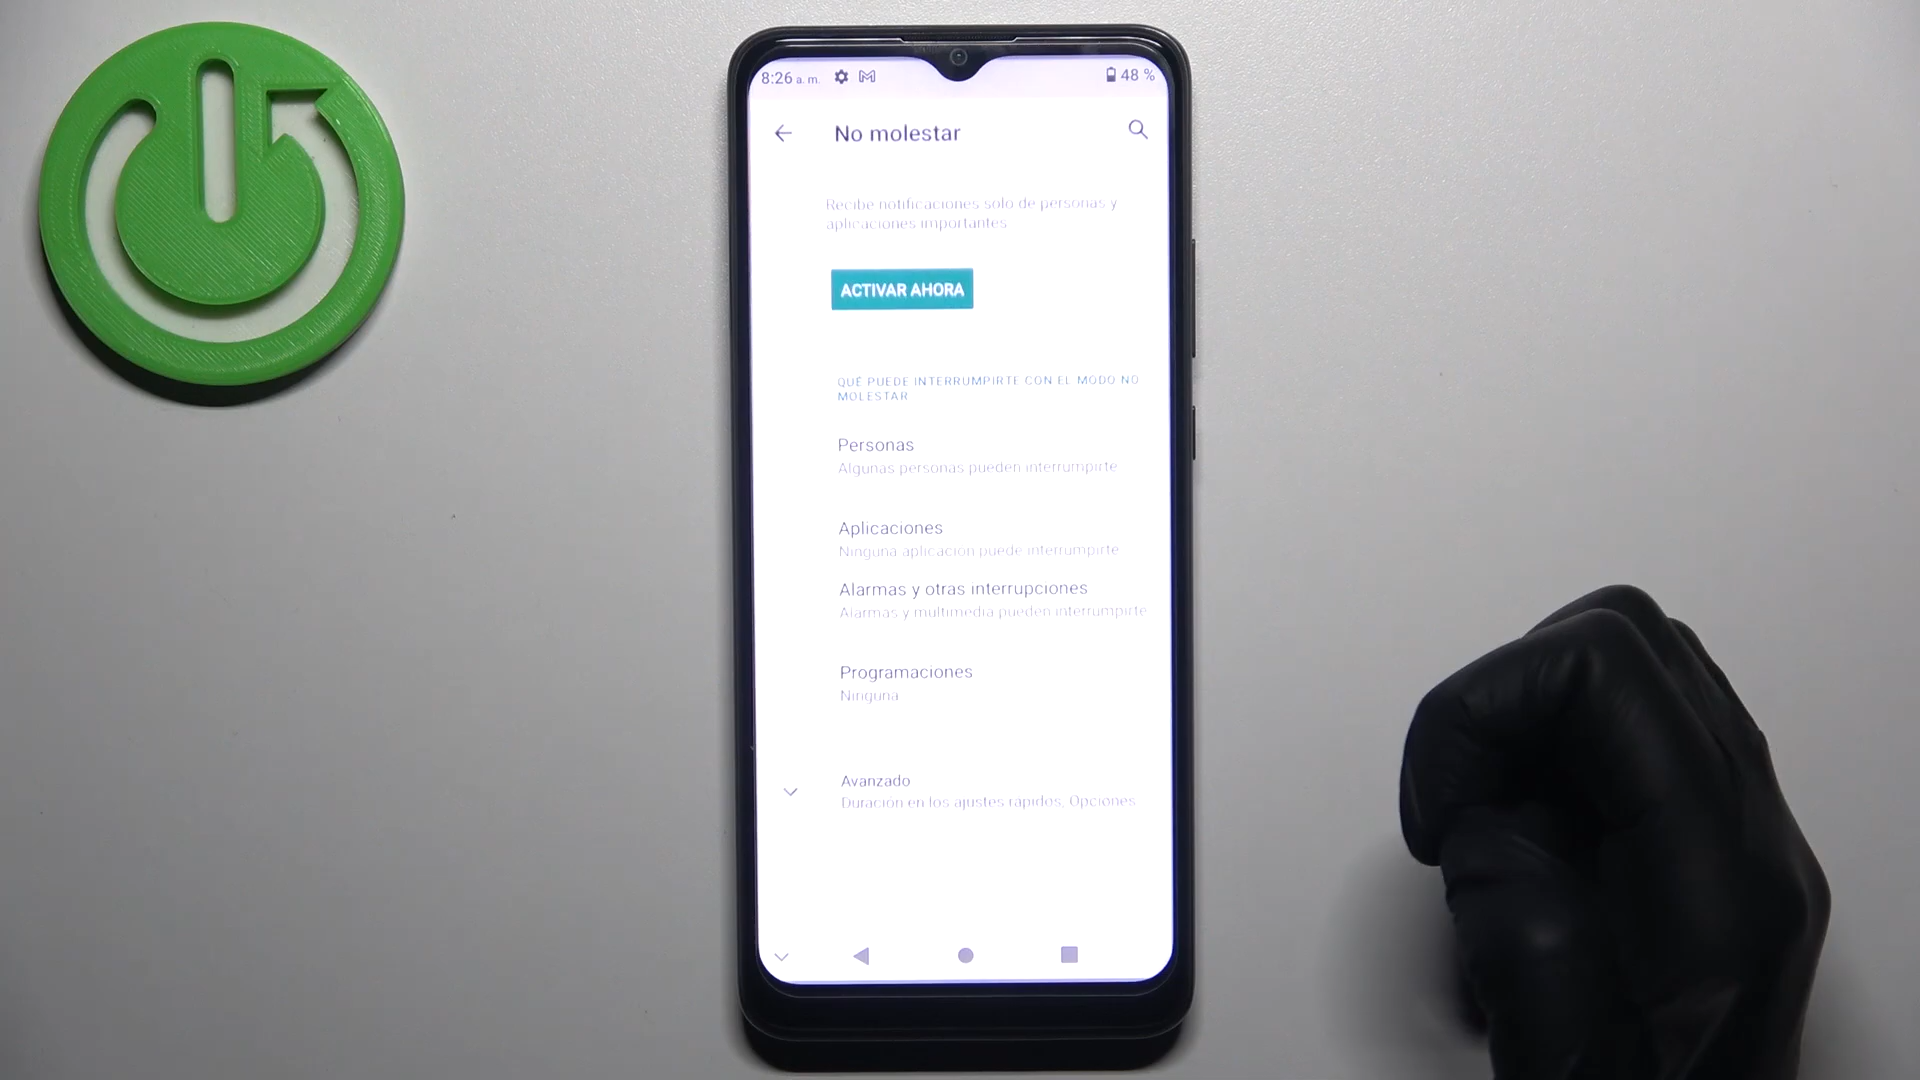 8:26 a. m.
48 %
No molestar
Recibe notificaciones solo de personas y
aplicaciones importantes
ACTIVAR AHORA
QUÉ PUEDE INTERRUMPIRTE CON EL MODO NO
MOLESTAR
Personas
Algunas personas pueden interrumpirte
Aplicaciones
Ninguna aplicación puede interrumpirte
Alarmas y otras interrupciones
Alarmas y multimedia pueden interrumpirte
Programaciones
Ninguna
Avanzado
Duración en los ajustes rápidos, Opciones